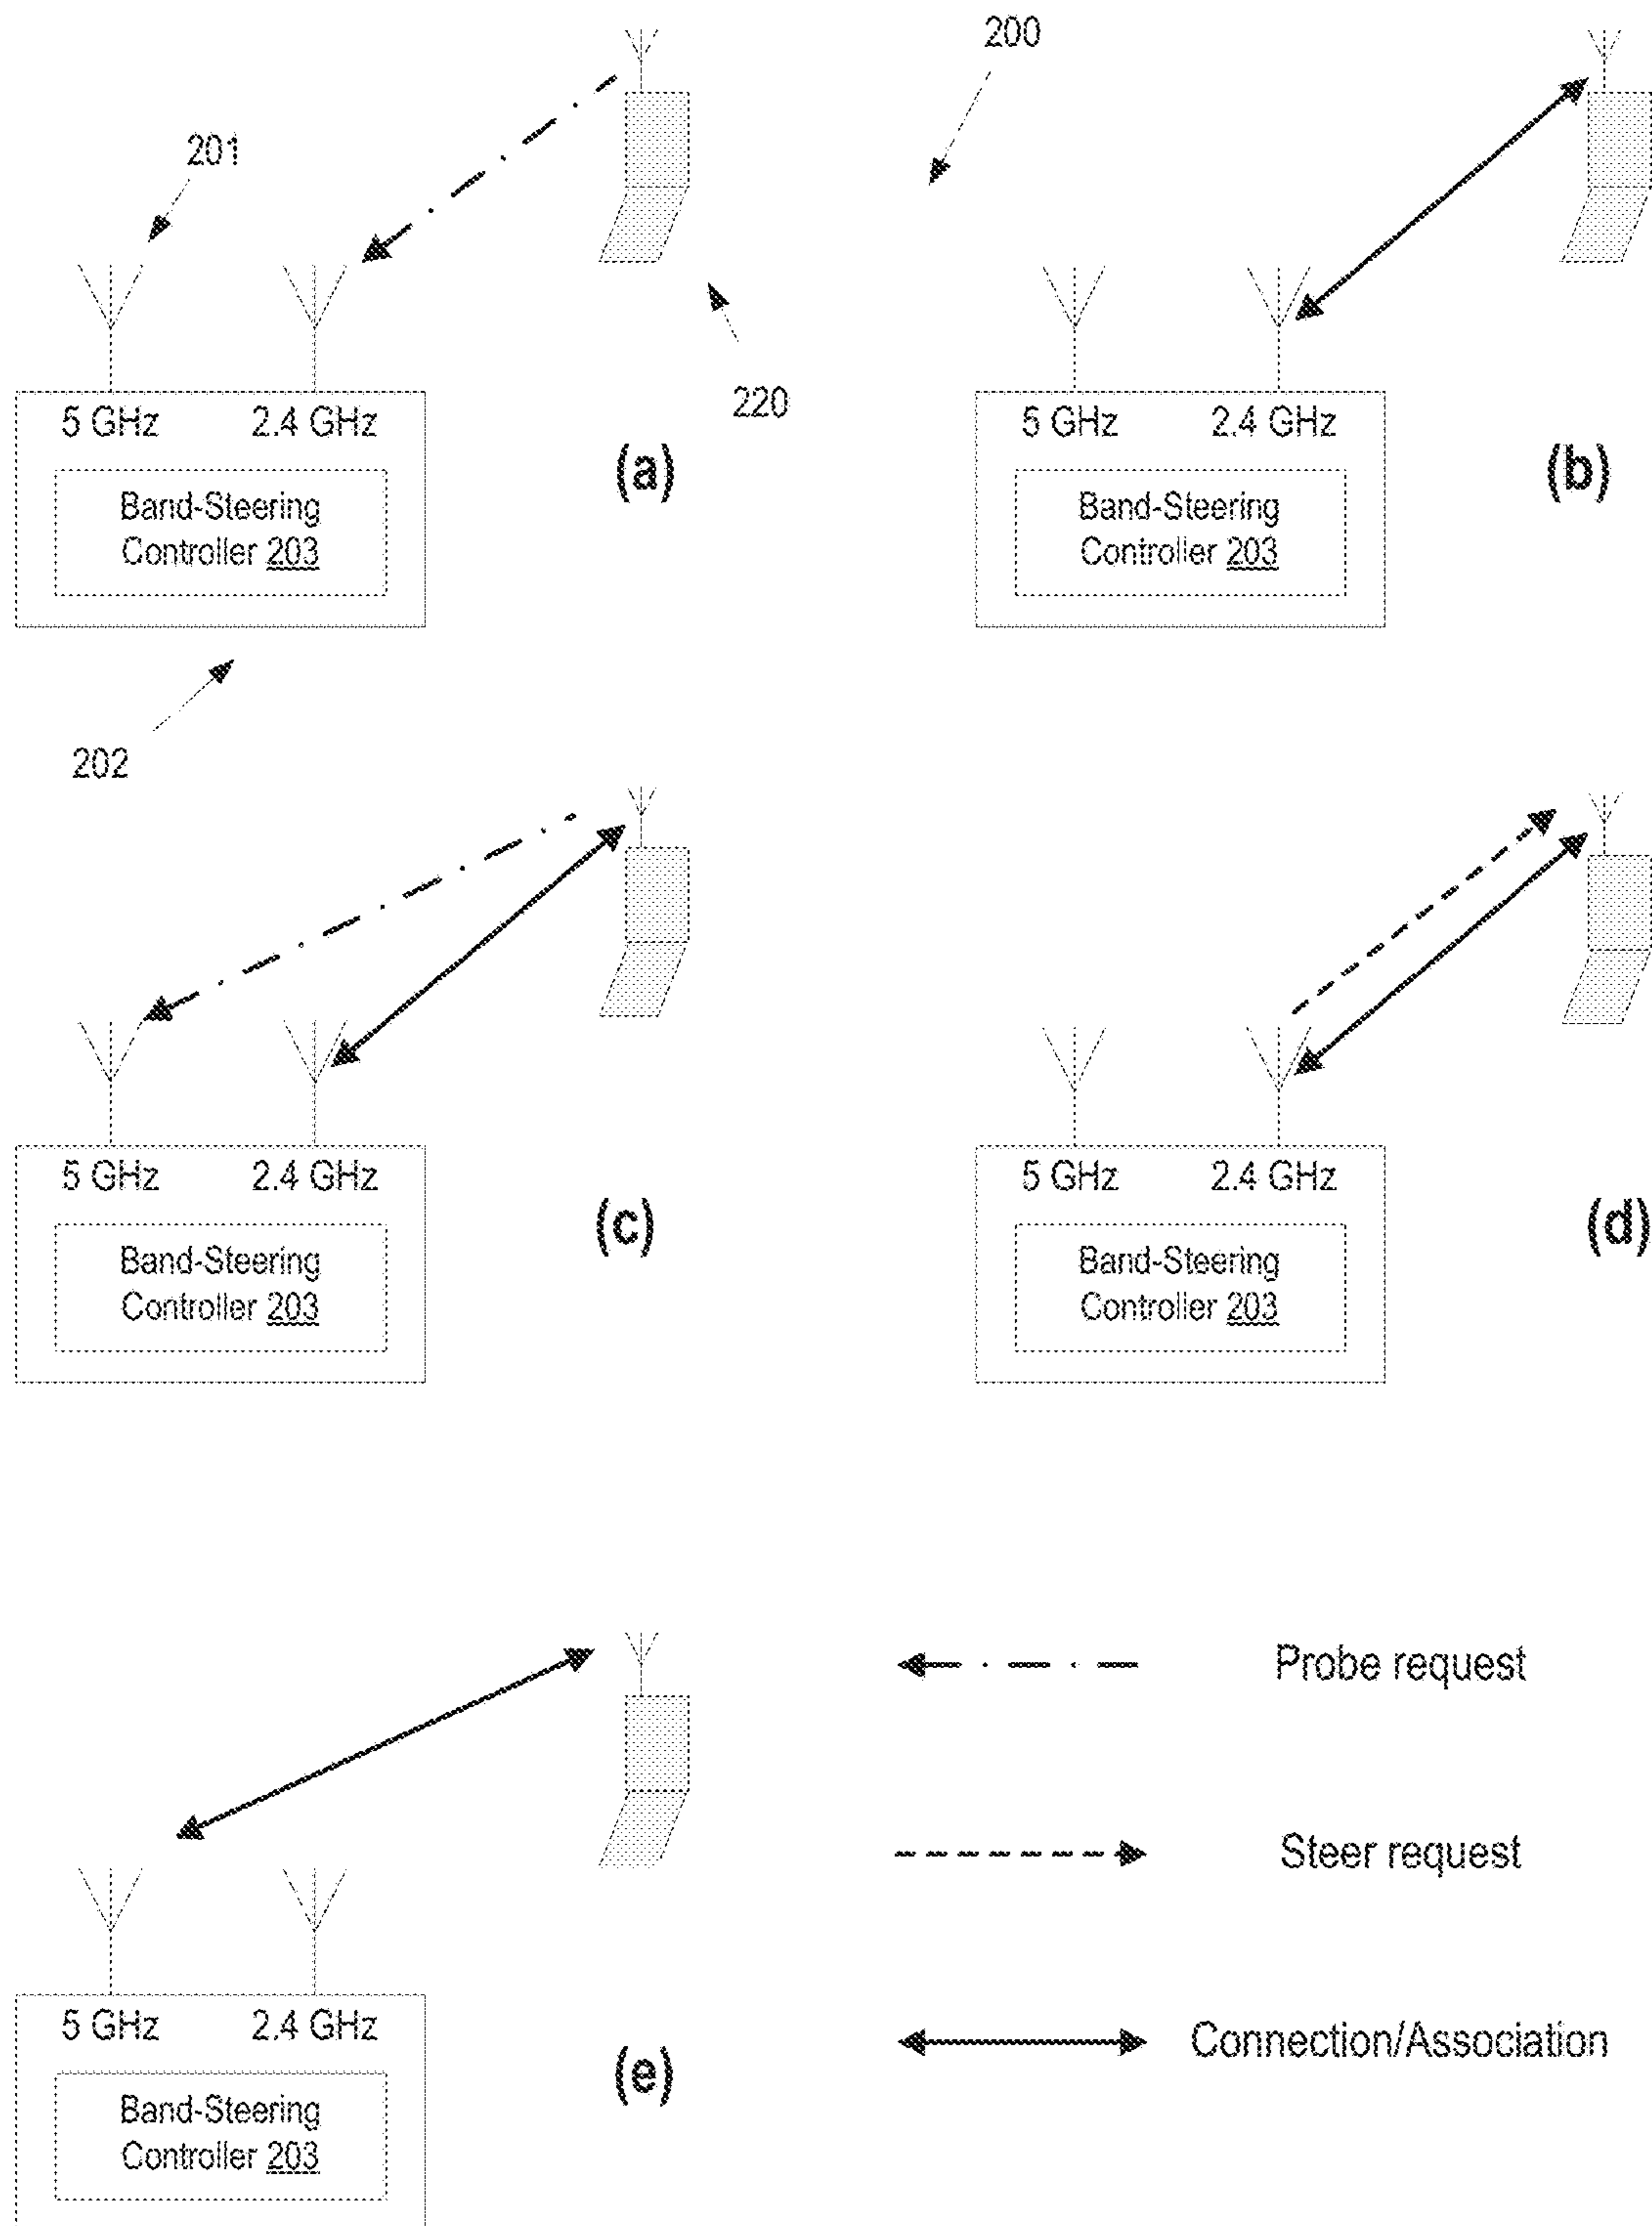 200
201
220
5 GHz 2.4 GHz
Band-Steering
Controller 203
(a)
5 GHz 2.4 GHz
Band-Steering
Controller 203
(b)
202
5 GHz 2.4 GHz
Band-Steering
Controller 203
(c)
5 GHz 2.4 GHz
Band-Steering
Controller 203
(d)
5 GHz 2.4 GHz
Band-Steering
Controller 203
(e)
Probe request
Steer request
Connection/Association